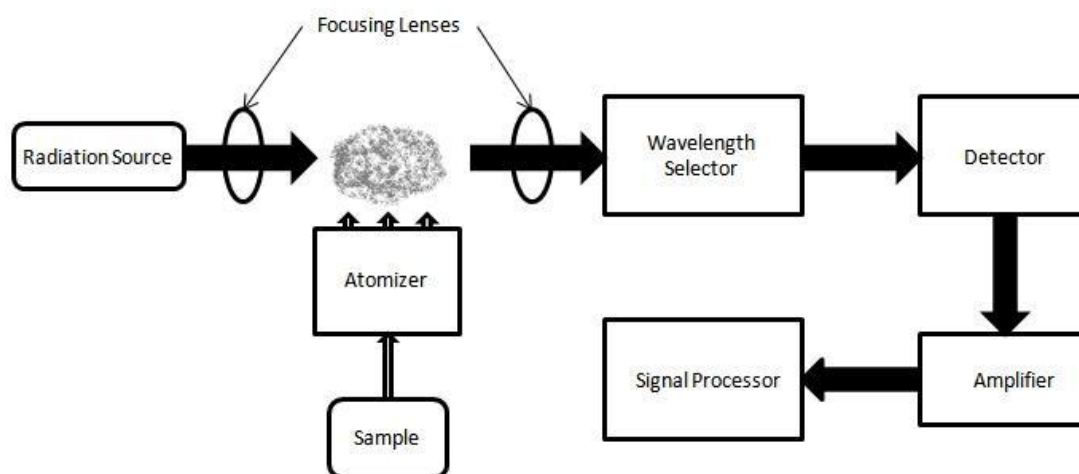 Focusing Lenses
Radiation Source
Wavelength
Selector
Detector
Atomizer
Signal Processor
Amplifier
Sample